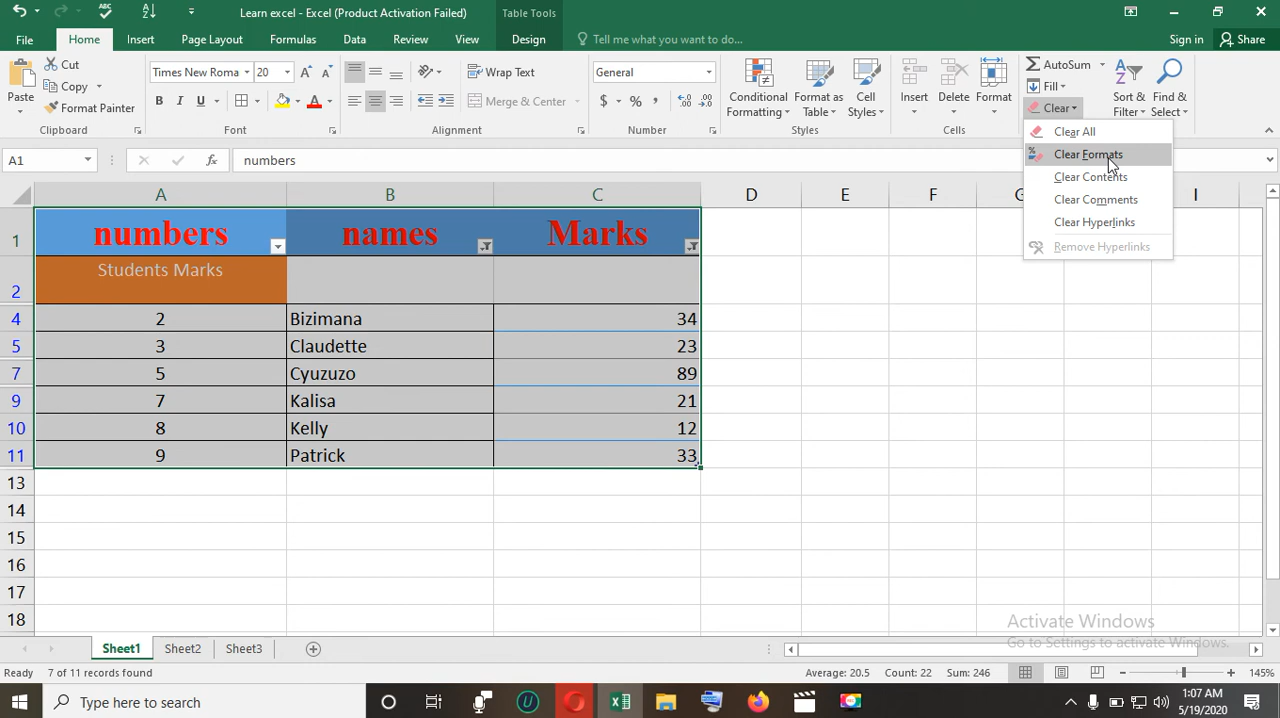 Learn excel - Excel (Product Activation Failed)
Table Tools
File
Home
Insert
Page Layout
Formulas
Data
Review
View
Design
Tell me what you want to do...
Sign in
Share
Paste
Cut
Copy
Format Painter
Clipboard
Times New Roma
20
B I U
Font
Wrap Text
Merge & Center
Alignment
General
$ % ,
Number
Conditional Formatting
Format as Table
Cell Styles
Styles
Insert
Delete
Format
Cells
AutoSum
Fill
Clear
Sort & Filter
Find & Select
Clear All
Clear Formats
Clear Contents
Clear Comments
Clear Hyperlinks
Remove Hyperlinks
A1
fx
numbers
A B C D E F G I
1 numbers names Marks
2 Students Marks
4 2 Bizimana 34
5 3 Claudette 23
7 5 Cyuzuzo 89
9 7 Kalisa 21
10 8 Kelly 12
11 9 Patrick 33
13
14
15
16
17
18
Activate Windows
Go to Settings to activate Windows.
Sheet1 Sheet2 Sheet3
Ready 7 of 11 records found Average: 20.5 Count: 22 Sum: 246 145%
Type here to search
1:07 AM
5/19/2020